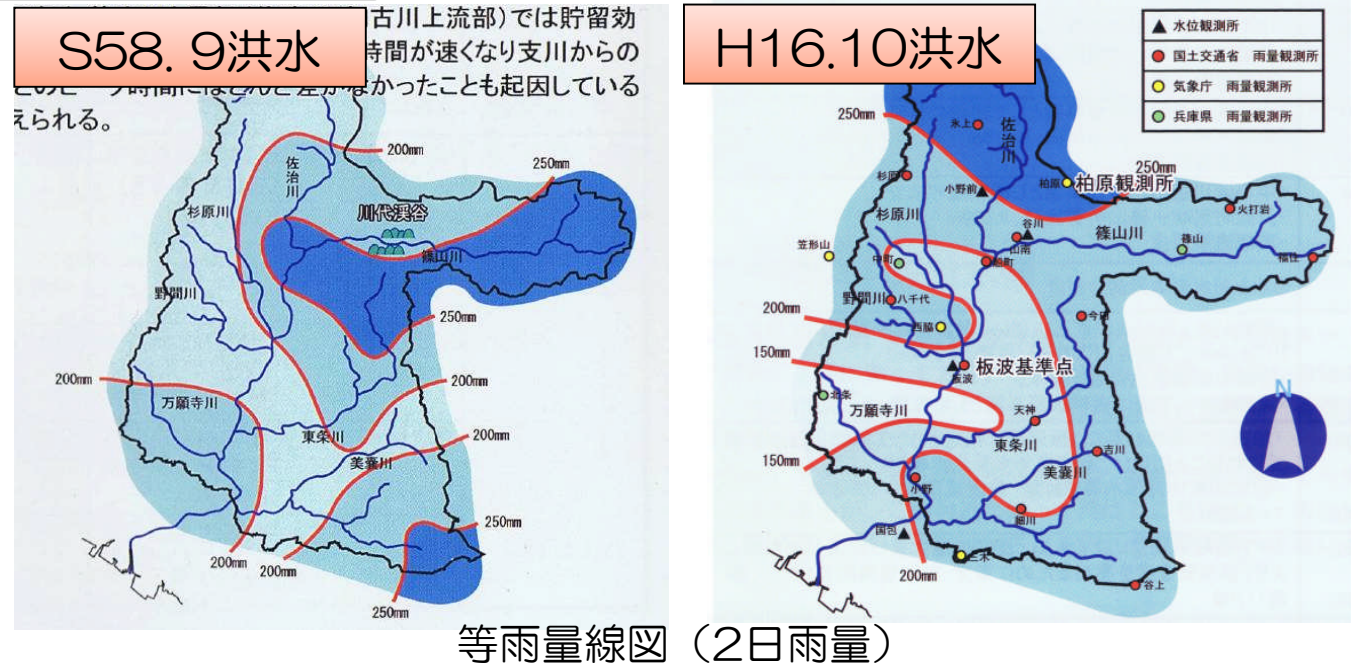 古川上流部）では貯留効
S58.9洪水
時間が速くなり支川からの
かったことも起因している
えられる。
200mm
佐治川
250mm
杉原川
川代渓谷
篠山川
野間川
250mm
200mm
200mm
万願寺川
東条川
200mm
美嚢川
250mm
200mm
200mm
250mm
H16.10洪水
水位観測所
国土交通省 雨量観測所
気象庁 雨量観測所
兵庫県 雨量観測所
250mm
氷上
佐治川
杉原
250mm
柏原
柏原観測所
小野前
杉原川
火打岩
谷川
篠山川
山南
篠山
笠形山
中町
福住
野間川
八千代
200mm
西脇
今田
150mm
板波基準点
板波
北条
N
万願寺川
天神
東条川
150mm
吉川
美嚢川
小野
細川
国包
三木
200mm
谷上
等雨量線図（2日雨量）